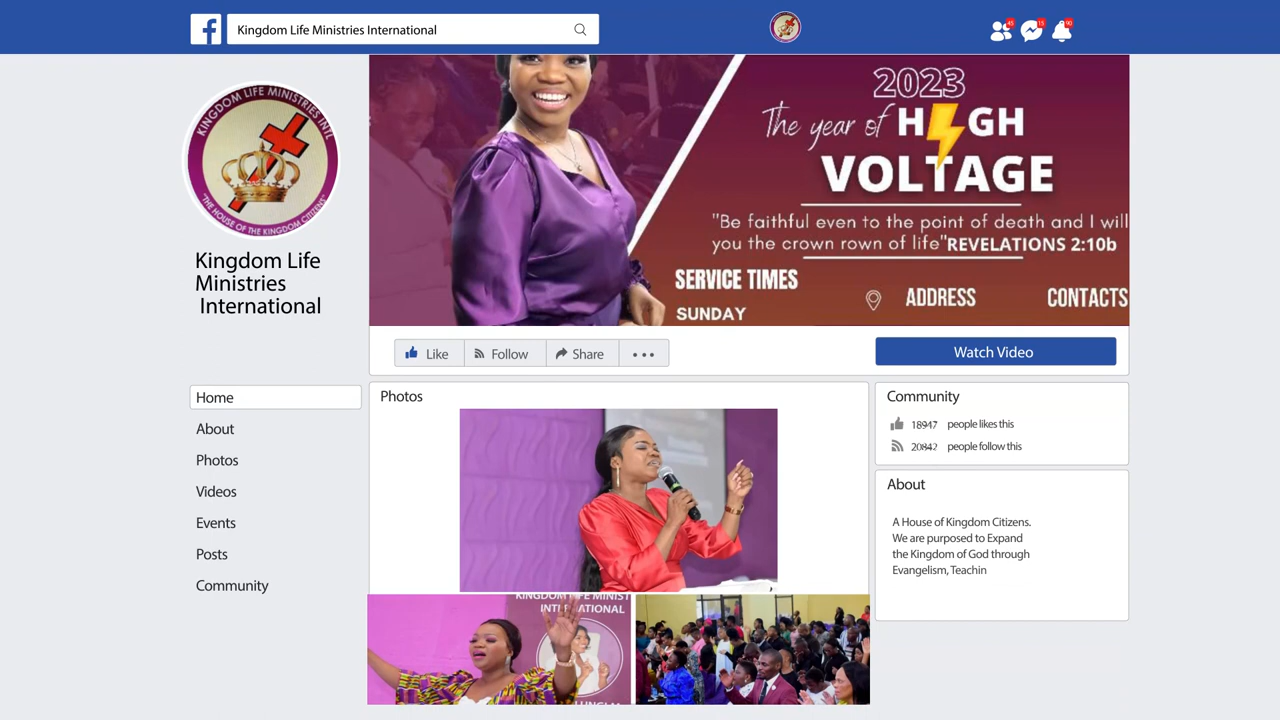 Kingdom Life Ministries International
45
15
90
KINGDOM LIFE MINISTRIES INTL
"THE HOUSE OF THE KINGDOM CITIZENS"
Kingdom Life
Ministries
International
2023
The year of HIGH
VOLTAGE
"Be faithful even to the point of death and I will
you the crown rown of life"REVELATIONS 2:10b
SERVICE TIMES
SUNDAY
ADDRESS
CONTACTS
Like
Follow
Share
Watch Video
Home
About
Photos
Videos
Events
Posts
Community
Photos
KINGDOM LIFE MINIST
INTERNATIONAL
Community
18947 people likes this
20842 people follow this
About
A House of Kingdom Citizens.
We are purposed to Expand
the Kingdom of God through
Evangelism, Teachin